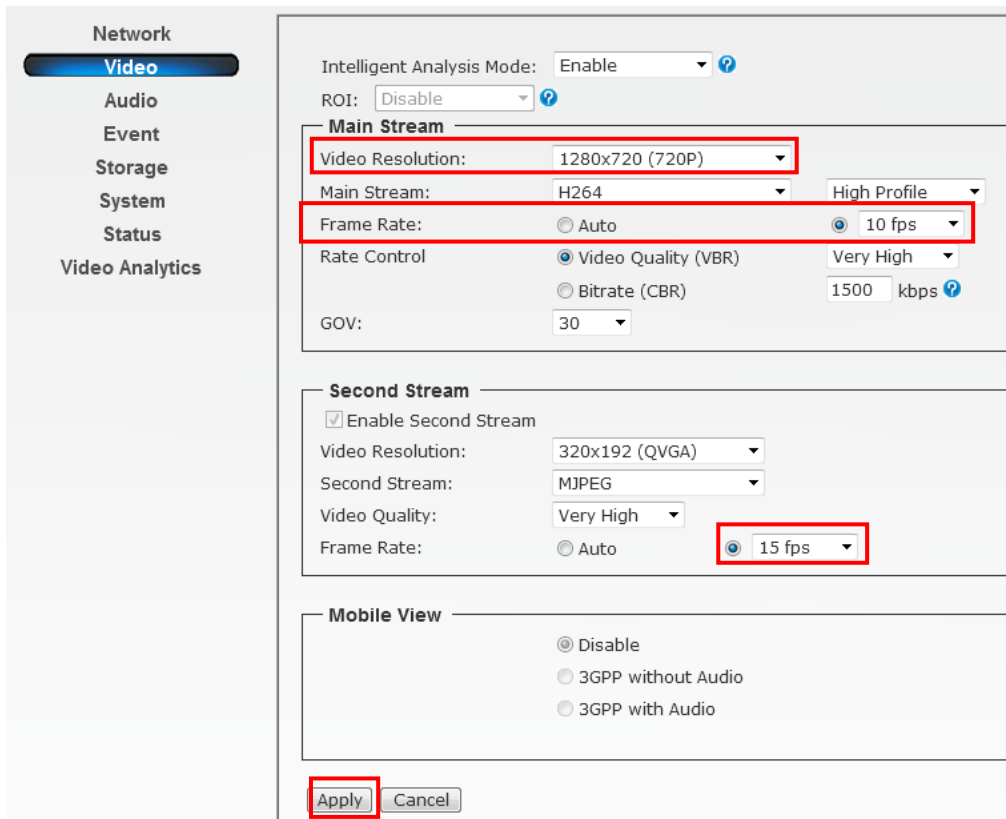 Network
Video
Audio
Event
Storage
System
Status
Video Analytics
Intelligent Analysis Mode: Enable ?
ROI: Disable ?
Main Stream
Video Resolution: 1280x720 (720P)
Main Stream: H264 High Profile
Frame Rate: Auto 10 fps
Rate Control Video Quality (VBR) Very High
Bitrate (CBR) 1500 kbps ?
GOV: 30
Second Stream
Enable Second Stream
Video Resolution: 320x192 (QVGA)
Second Stream: MJPEG
Video Quality: Very High
Frame Rate: Auto 15 fps
Mobile View
Disable
3GPP without Audio
3GPP with Audio
Apply Cancel